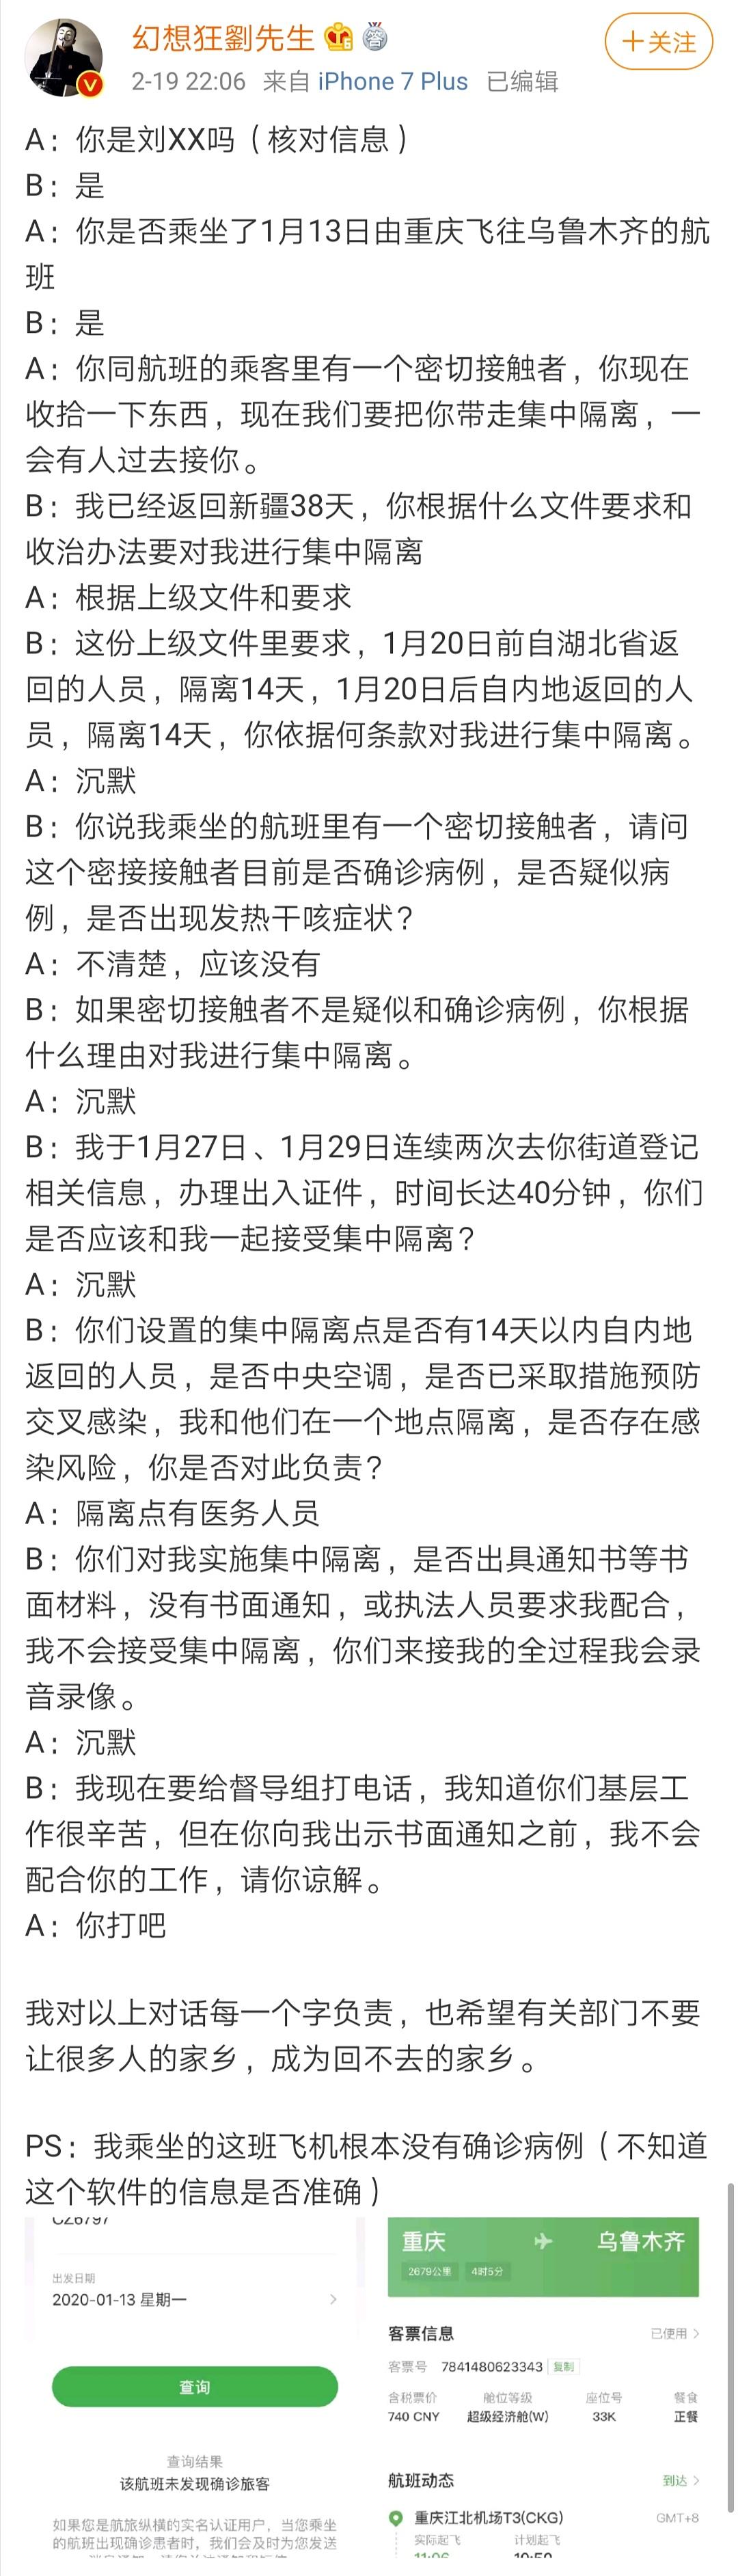 幻想狂劉先生
+关注
2-19 22:06 来自 iPhone 7 Plus 已编辑
A：你是刘XX吗（核对信息）
B：是
A：你是否乘坐了1月13日由重庆飞往乌鲁木齐的航
班
B：是
A：你同航班的乘客里有一个密切接触者，你现在
收拾一下东西，现在我们要把你带走集中隔离，一
会有人过去接你。
B：我已经返回新疆38天，你根据什么文件要求和
收治办法要对我进行集中隔离
A：根据上级文件和要求
B：这份上级文件里要求，1月20日前自湖北省返
回的人员，隔离14天，1月20日后自内地返回的人
员，隔离14天，你依据何条款对我进行集中隔离。
A：沉默
B：你说我乘坐的航班里有一个密切接触者，请问
这个密接接触者目前是否确诊病例，是否疑似病
例，是否出现发热干咳症状？
A：不清楚，应该没有
B：如果密切接触者不是疑似和确诊病例，你根据
什么理由对我进行集中隔离。
A：沉默
B：我于1月27日、1月29日连续两次去你街道登记
相关信息，办理出入证件，时间长达40分钟，你们
是否应该和我一起接受集中隔离？
A：沉默
B：你们设置的集中隔离点是否有14天以内自内地
返回的人员，是否中央空调，是否已采取措施预防
交叉感染，我和他们在一个地点隔离，是否存在感
染风险，你是否对此负责？
A：隔离点有医务人员
B：你们对我实施集中隔离，是否出具通知书等书
面材料，没有书面通知，或执法人员要求我配合，
我不会接受集中隔离，你们来接我的全过程我会录
音录像。
A：沉默
B：我现在要给督导组打电话，我知道你们基层工
作很辛苦，但在你向我出示书面通知之前，我不会
配合你的工作，请你谅解。
A：你打吧
我对以上对话每一个字负责，也希望有关部门不要
让很多人的家乡，成为回不去的家乡。
PS：我乘坐的这班飞机根本没有确诊病例（不知道
这个软件的信息是否准确）
CZ6797
出发日期
2020-01-13 星期一
查询
查询结果
该航班未发现确诊旅客
如果您是航旅纵横的实名认证用户，当您乘坐
的航班出现确诊患者时，我们会及时为您发送
重庆 乌鲁木齐
2679公里 4时5分
客票信息 已使用
客票号 7841480623343 复制
含税票价 舱位等级 座位号 餐食
740 CNY 超级经济舱(W) 33K 正餐
航班动态 到达
重庆江北机场T3(CKG) GMT+8
实际起飞 计划起飞
11:06 10:50